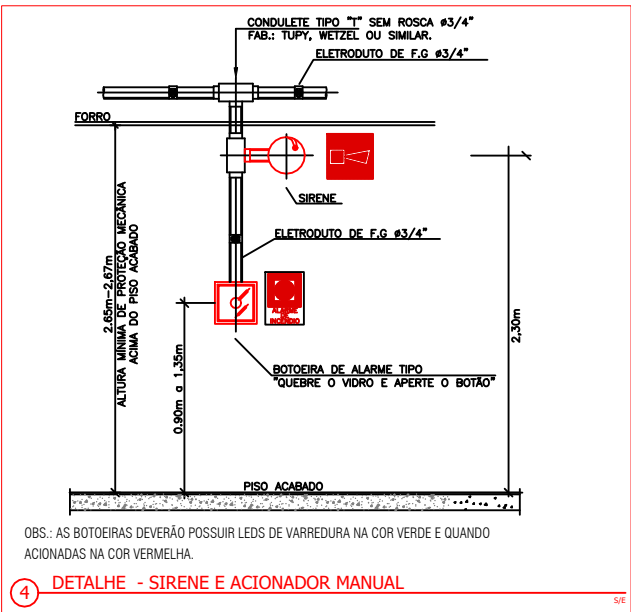 CONDULETE TIPO "T" SEM ROSCA ø3/4"
FAB.: TUPY, WETZEL OU SIMILAR.
ELETRODUTO DE F.G ø3/4"
FORRO
SIRENE
ELETRODUTO DE F.G ø3/4"
2.65m-2,67m
ALTURA MÍNIMA DE PROTEÇÃO MECÂNICA
ACIMA DO PISO ACABADO
0.90m a 1,35m
2,30m
ALARME
DE
INCÊNDIO
BOTOEIRA DE ALARME TIPO
"QUEBRE O VIDRO E APERTE O BOTÃO"
PISO ACABADO
OBS.: AS BOTOEIRAS DEVERÃO POSSUIR LEDS DE VARREDURA NA COR VERDE E QUANDO
ACIONADAS NA COR VERMELHA.
4 DETALHE - SIRENE E ACIONADOR MANUAL
S/E